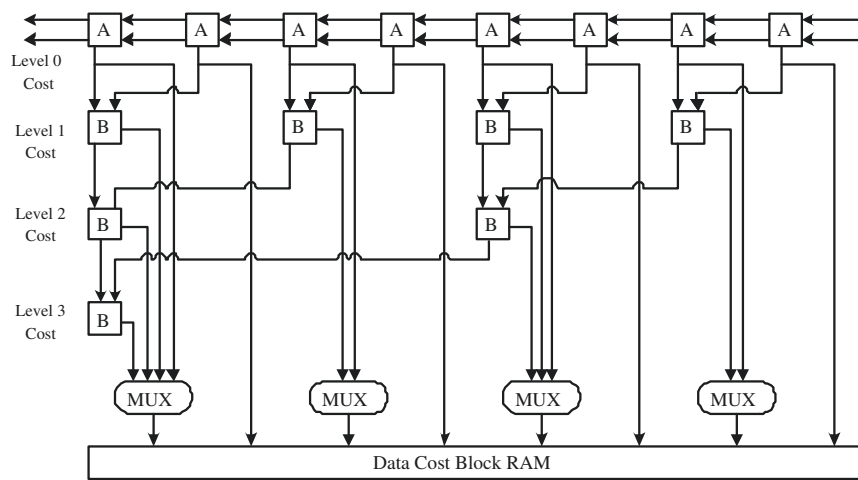 A A A A A A A A
Level 0
Cost
B B B B
Level 1
Cost
B B
Level 2
Cost
B
Level 3
Cost
MUX MUX MUX MUX
Data Cost Block RAM